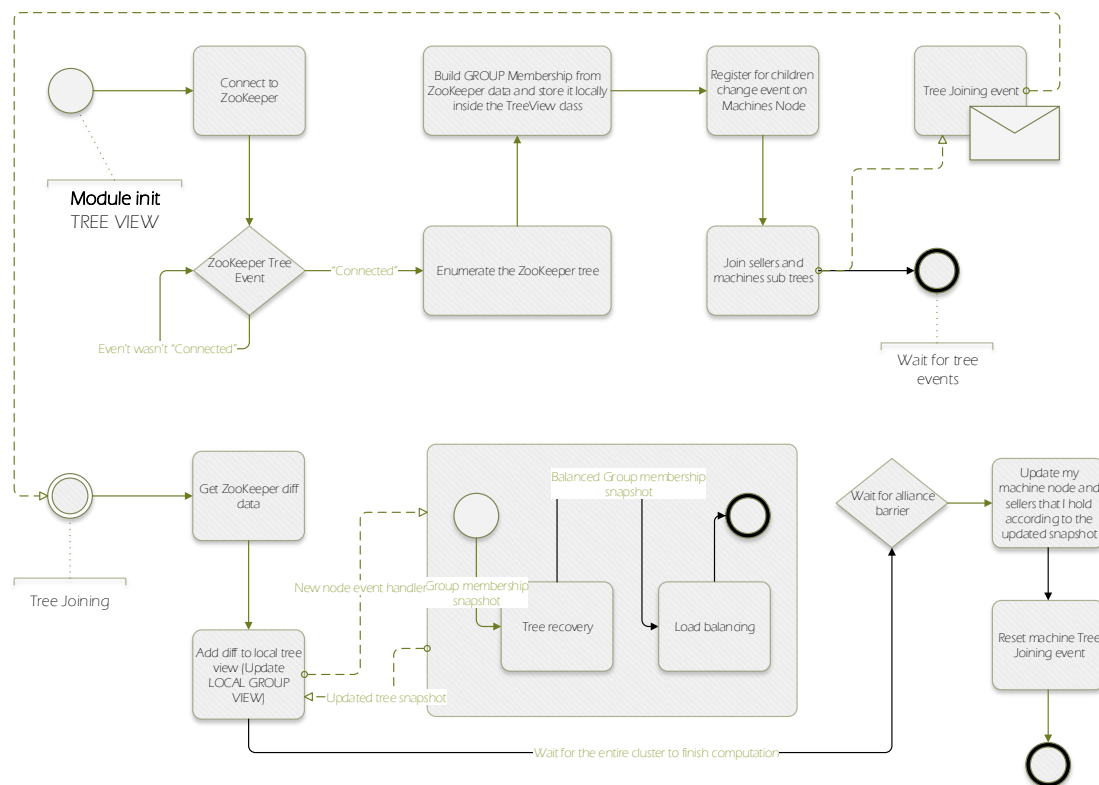 Connect to
ZooKeeper
Build GROUP Membership from
ZooKeeper data and store it locally
inside the TreeView class
Register for children
change event on
Machines Node
Tree Joining event
Module init
TREE VIEW
ZooKeeper Tree
Event
"Connected"
Enumerate the ZooKeeper tree
Join sellers and
machines sub trees
Even't wasn't "Connected"
Wait for tree
events
Get ZooKeeper diff
data
Balanced Group membership
snapshot
Wait for alliance
barrier
Update my
machine node and
sellers that I hold
according to the
updated snapshot
Tree Joining
New node event handler
Group membership
snapshot
Tree recovery
Load balancing
Add diff to local tree
view (Update
LOCAL GROUP
VIEW)
Updated tree snapshot
Reset machine Tree
Joining event
Wait for the entire cluster to finish computation